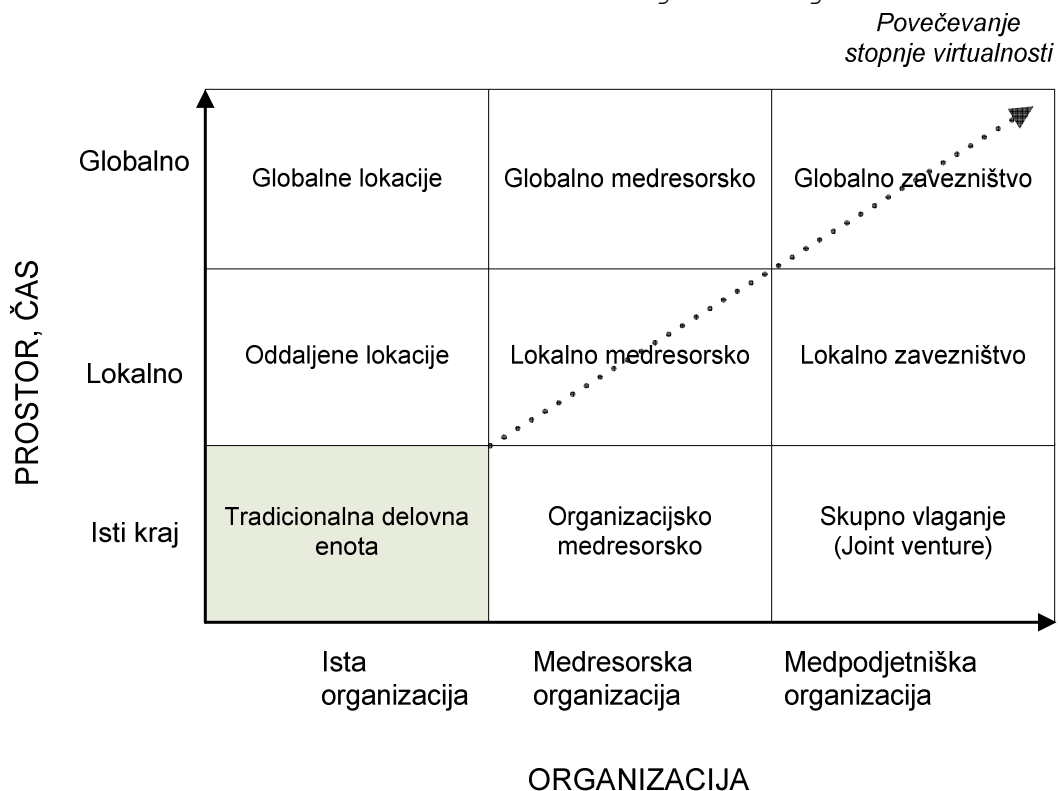 Povečevanje
stopnje virtualnosti
Globalno
Globalne lokacije
Globalno medresorsko
Globalno zavezništvo
PROSTOR, ČAS
Lokalno
Oddaljene lokacije
Lokalno medresorsko
Lokalno zavezništvo
Isti kraj
Tradicionalna delovna
enota
Organizacijsko
medresorsko
Skupno vlaganje
(Joint venture)
Ista
organizacija
Medresorska
organizacija
Medpodjetniška
organizacija
ORGANIZACIJA